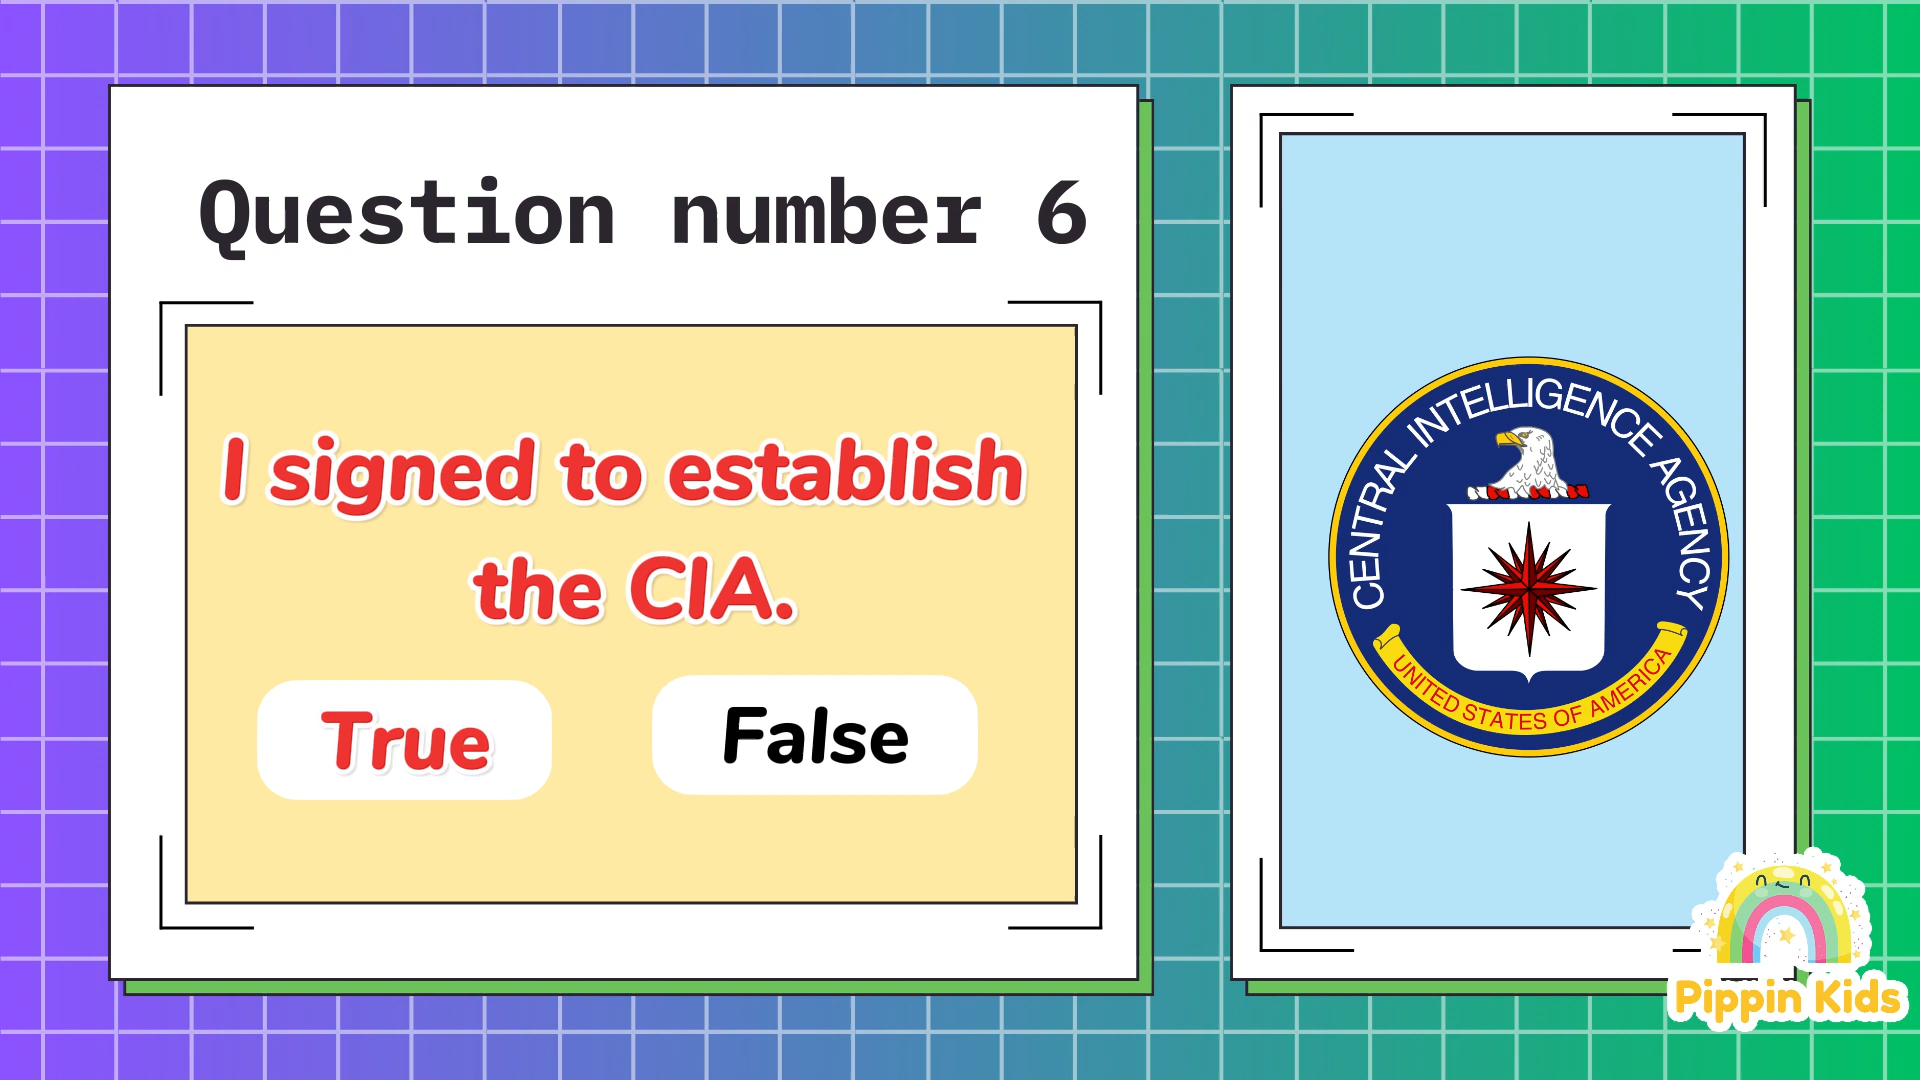 Question number 6
I signed to establish
the CIA.
True
False
CENTRAL INTELLIGENCE AGENCY
UNITED STATES OF AMERICA
Pippin Kids